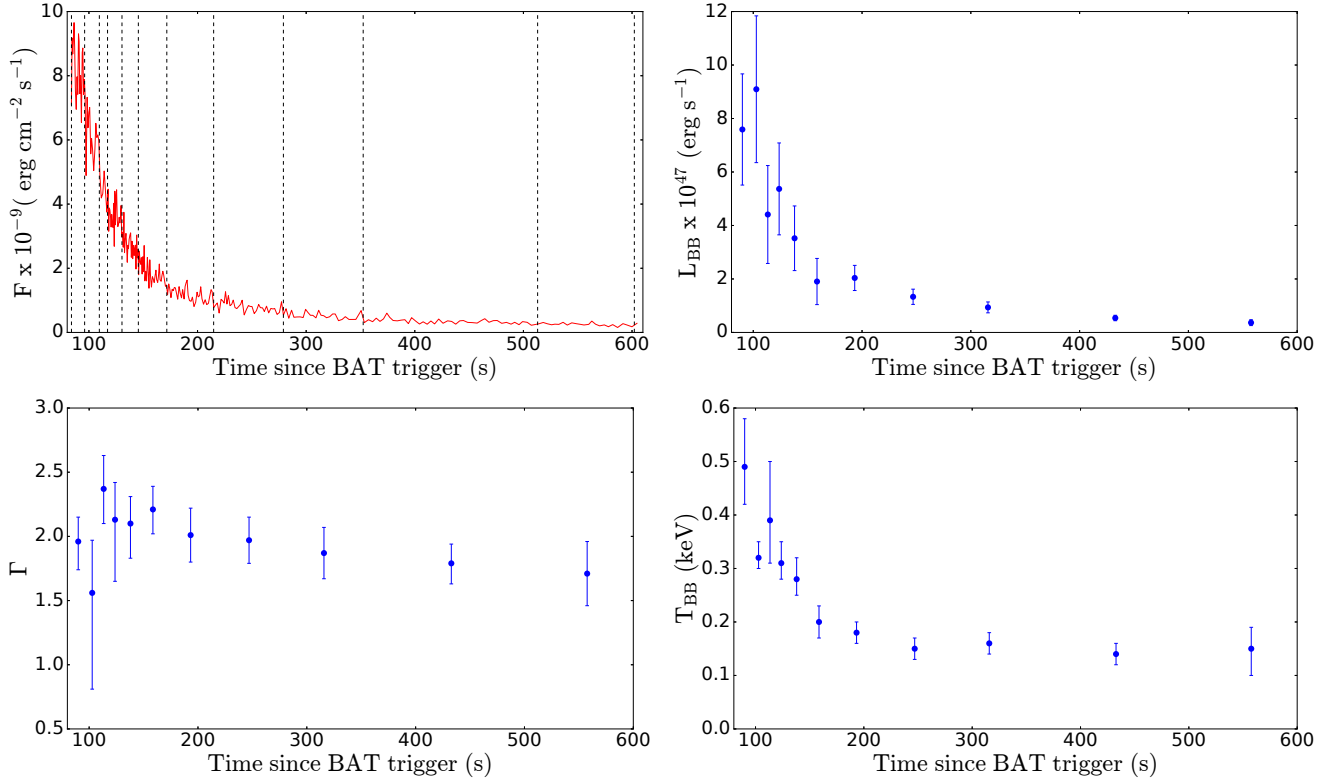 10
8
6
4
2
0
F x 10⁻⁹( erg cm⁻² s⁻¹)
100 200 300 400 500 600
Time since BAT trigger (s)
12
10
8
6
4
2
0
L_BB x 10⁴⁷ (erg s⁻¹)
100 200 300 400 500 600
Time since BAT trigger (s)
3.0
2.5
2.0
1.5
1.0
0.5
Γ
100 200 300 400 500 600
Time since BAT trigger (s)
0.6
0.5
0.4
0.3
0.2
0.1
0.0
T_BB (keV)
100 200 300 400 500 600
Time since BAT trigger (s)